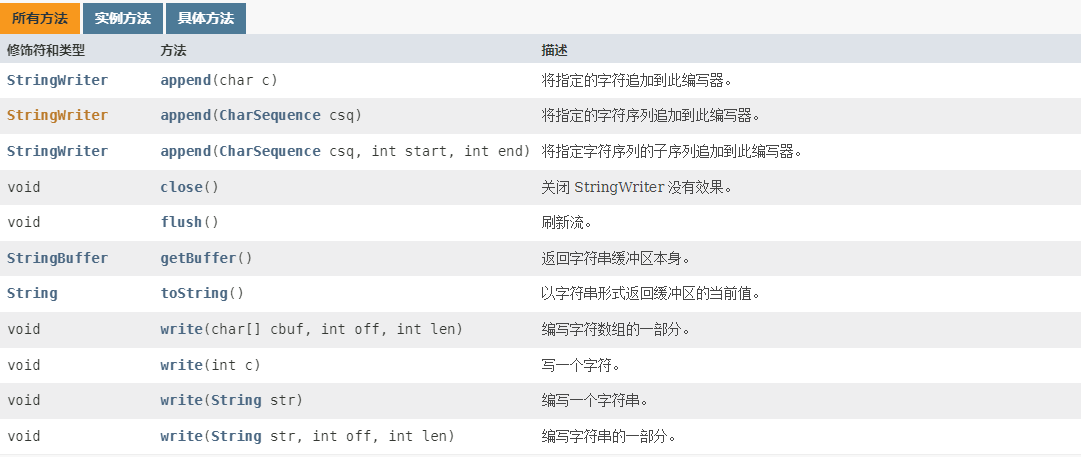 所有方法 实例方法 具体方法
修饰符和类型 方法 描述
StringWriter append(char c) 将指定的字符追加到此编写器。
StringWriter append(CharSequence csq) 将指定的字符序列追加到此编写器。
StringWriter append(CharSequence csq, int start, int end) 将指定字符序列的子序列追加到此编写器。
void close() 关闭 StringWriter 没有效果。
void flush() 刷新流。
StringBuffer getBuffer() 返回字符串缓冲区本身。
String toString() 以字符串形式返回缓冲区的当前值。
void write(char[] cbuf, int off, int len) 编写字符数组的一部分。
void write(int c) 写一个字符。
void write(String str) 编写一个字符串。
void write(String str, int off, int len) 编写字符串的一部分。